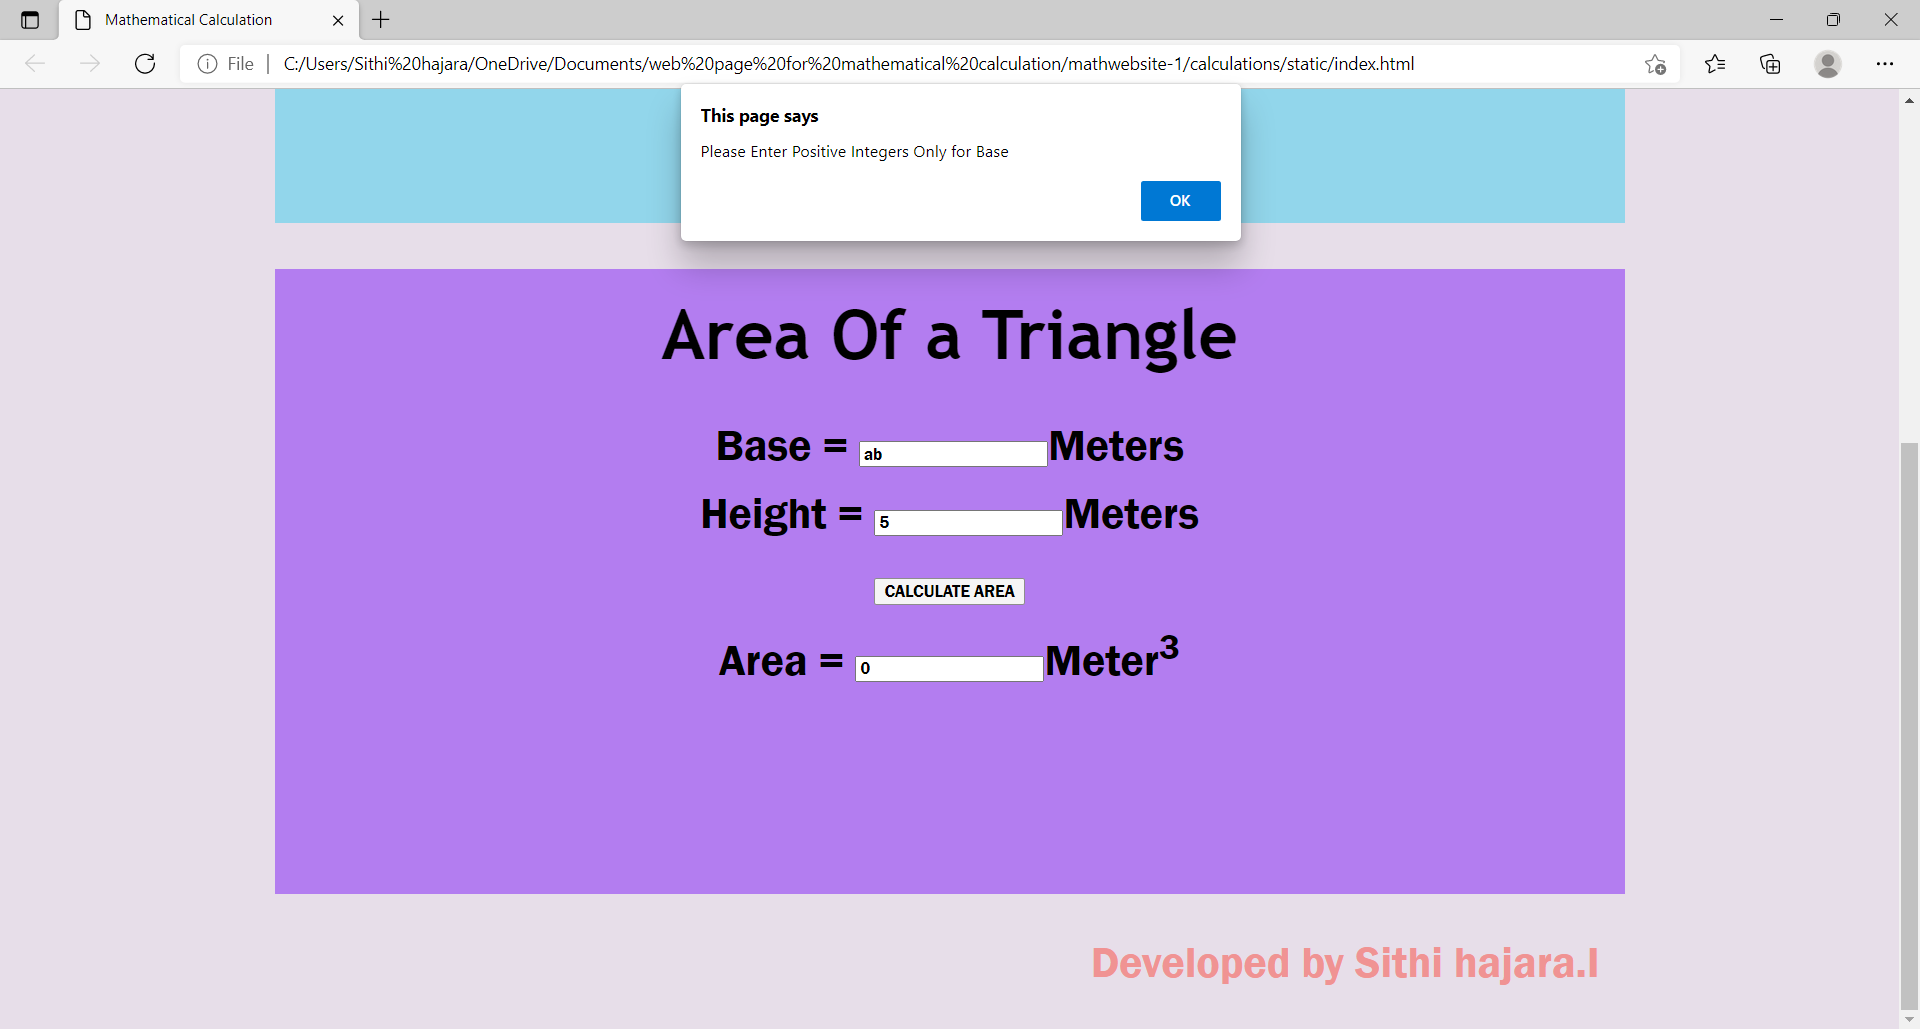 Mathematical Calculation
File
C:/Users/Sithi%20hajara/OneDrive/Documents/web%20page%20for%20mathematical%20calculation/mathwebsite-1/calculations/static/index.html
This page says
Please Enter Positive Integers Only for Base
OK
Area Of a Triangle
Base = ab Meters
Height = 5 Meters
CALCULATE AREA
Area = 0 Meter³
Developed by Sithi hajara.I